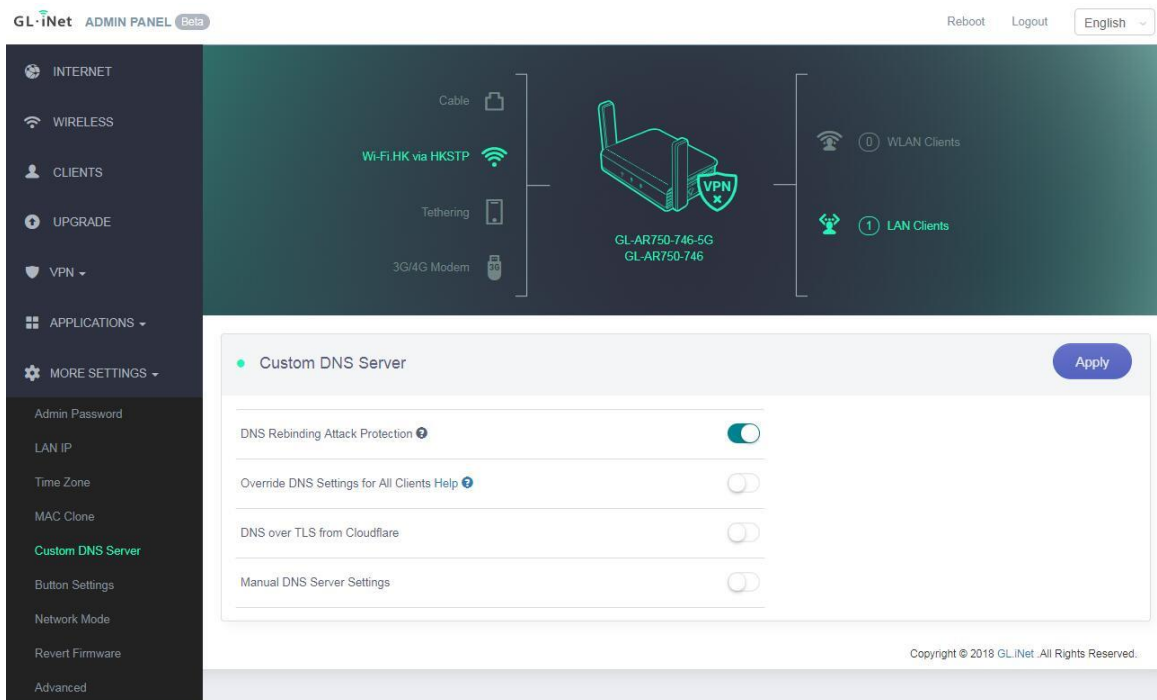 GL·iNet ADMIN PANEL Beta
Reboot Logout English
INTERNET
WIRELESS
CLIENTS
UPGRADE
VPN
APPLICATIONS
MORE SETTINGS
Admin Password
LAN IP
Time Zone
MAC Clone
Custom DNS Server
Button Settings
Network Mode
Revert Firmware
Advanced
Cable
Wi-Fi.HK via HKSTP
Tethering
3G/4G Modem
3G
VPN
GL-AR750-746-5G
GL-AR750-746
0 WLAN Clients
1 LAN Clients
Custom DNS Server
Apply
DNS Rebinding Attack Protection ?
Override DNS Settings for All Clients Help ?
DNS over TLS from Cloudflare
Manual DNS Server Settings
Copyright © 2018 GL.iNet .All Rights Reserved.